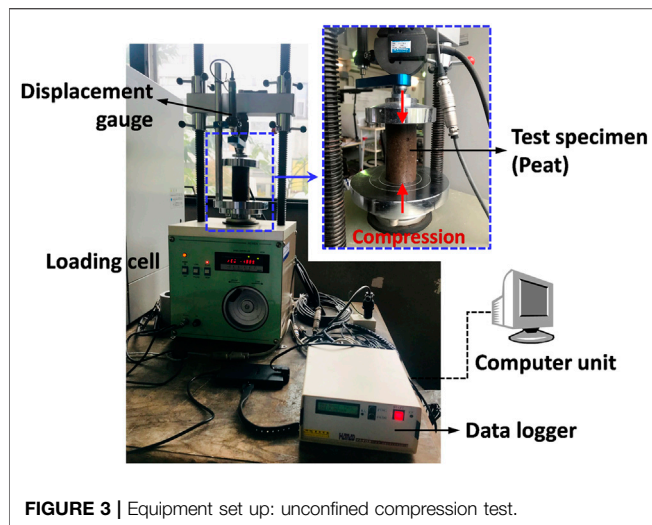 Displacement
gauge
Test specimen
(Peat)
Compression
Loading cell
Computer unit
Data logger
FIGURE 3 | Equipment set up: unconfined compression test.